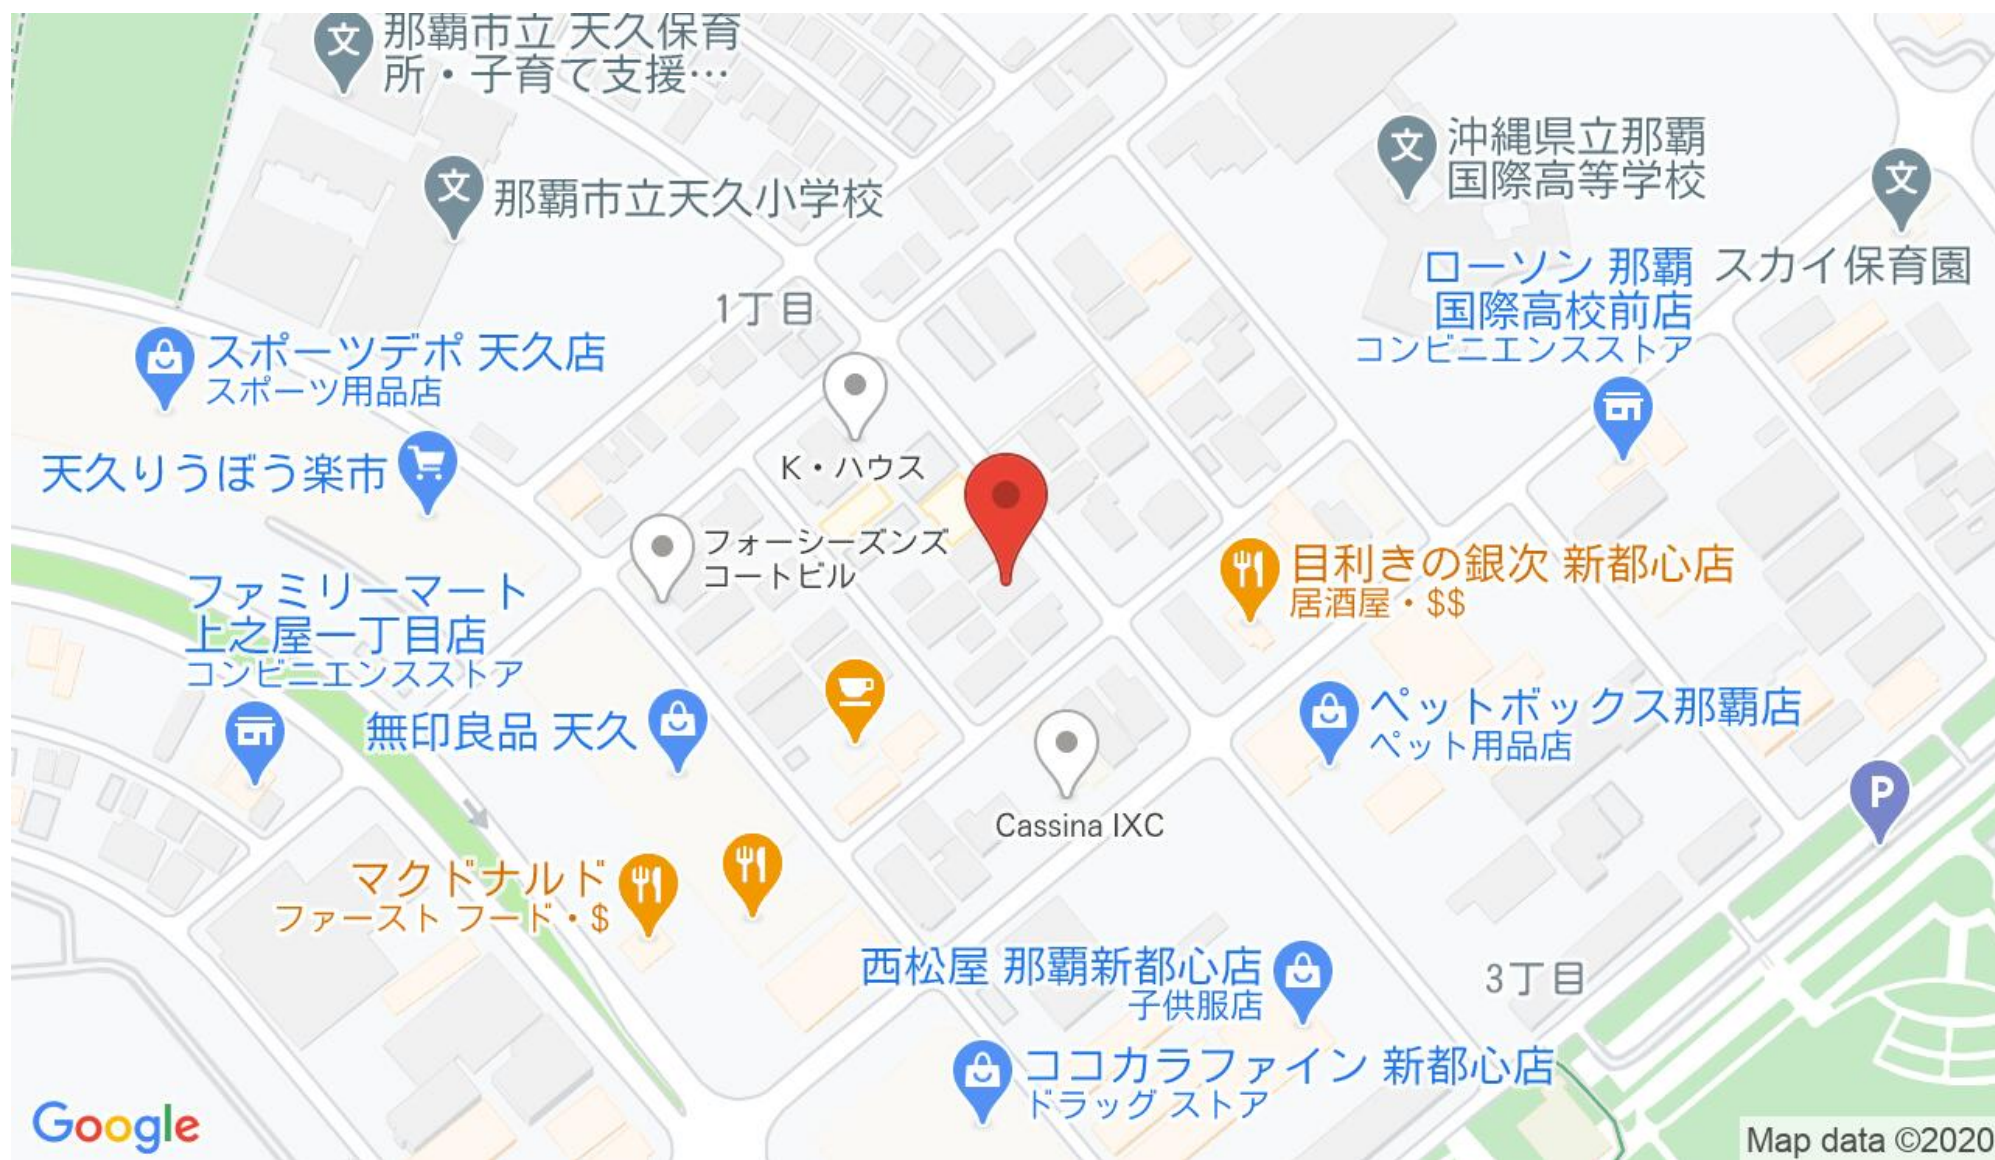 那覇市立 天久保育
所・子育て支援…
文
那覇市立天久小学校
文
沖縄県立那覇
国際高等学校
文
文
スカイ保育園
ローソン 那覇
国際高校前店
コンビニエンスストア
1丁目
スポーツデポ 天久店
スポーツ用品店
天久りうぼう楽市
K・ハウス
フォーシーズンズ
コートビル
目利きの銀次 新都心店
居酒屋・$$
ファミリーマート
上之屋一丁目店
コンビニエンスストア
無印良品 天久
ペットボックス那覇店
ペット用品店
P
Cassina IXC
マクドナルド
ファースト フード・$
西松屋 那覇新都心店
子供服店
3丁目
ココカラファイン 新都心店
ドラッグ ストア
Google
Map data ©2020